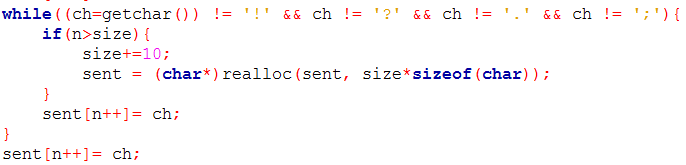 while((ch=getchar()) != '!' && ch != '?' && ch != '.' && ch != ';'){
    if(n>size){
        size+=10;
        sent = (char*)realloc(sent, size*sizeof(char));
    }
    sent[n++]= ch;
}
sent[n++]= ch;